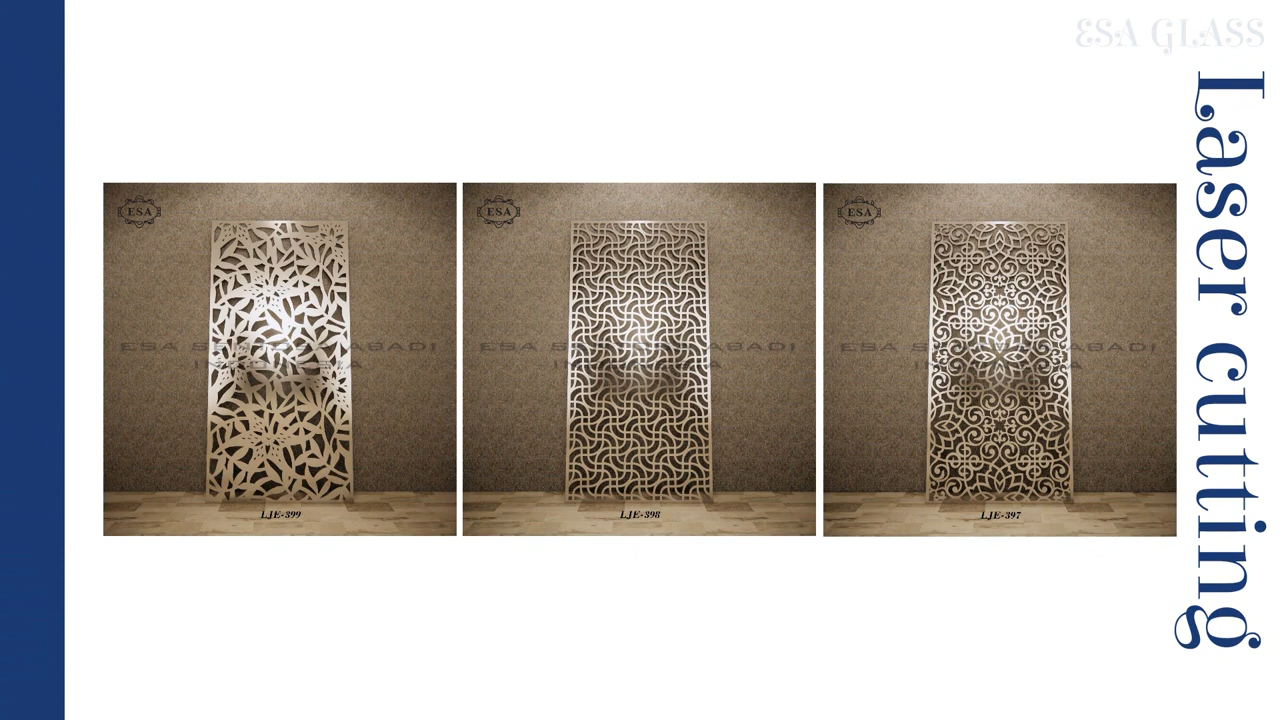 ESA GLASS
Laser cutting
ESA
ESA
ESA
LJE-399
LJE-398
LJE-397